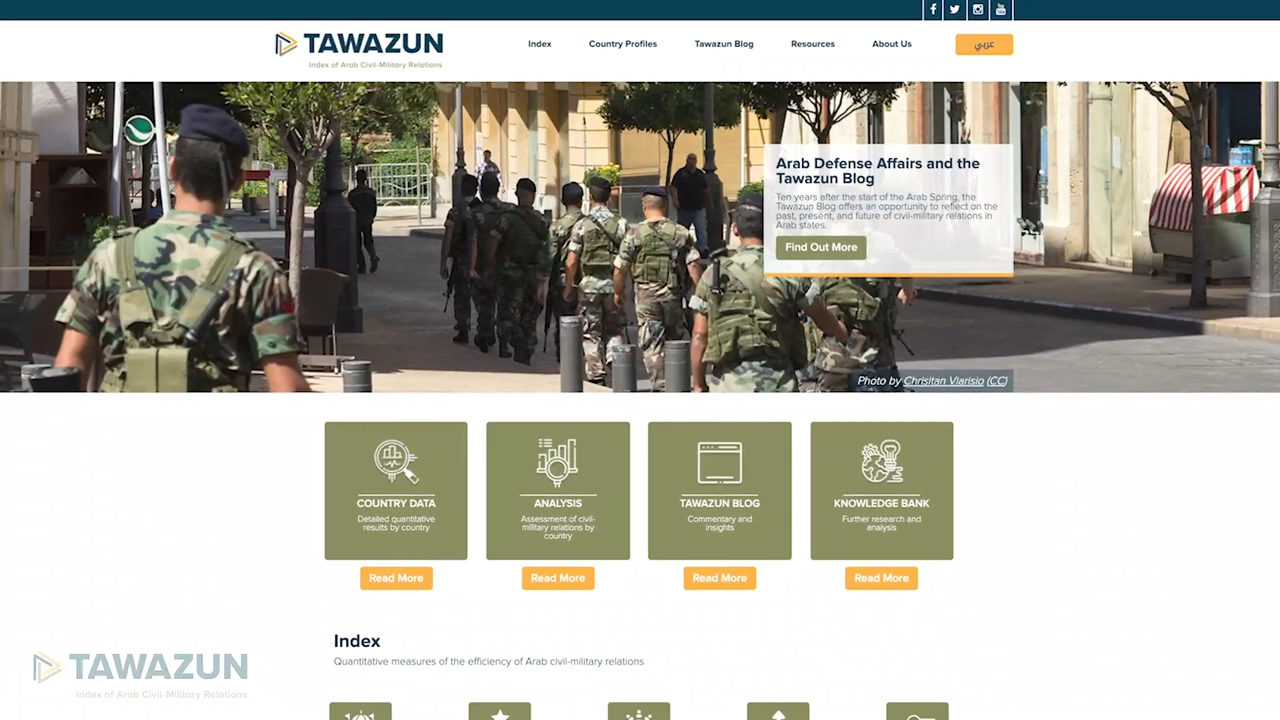 TAWAZUN
Index of Arab Civil-Military Relations
Index
Country Profiles
Tawazun Blog
Resources
About Us
عربي
Arab Defense Affairs and the
Tawazun Blog
Ten years after the start of the Arab Spring, the
Tawazun Blog offers an opportunity to reflect on the
past, present, and future of civil-military relations in
Arab states.
Find Out More
Photo by Chrisitan Viarisio (CC)
COUNTRY DATA
Detailed quantitative
results by country
Read More
ANALYSIS
Assessment of civil-
military relations by
country
Read More
TAWAZUN BLOG
Commentary and
insights
Read More
KNOWLEDGE BANK
Further research and
analysis
Read More
Index
Quantitative measures of the efficiency of Arab civil-military relations
TAWAZUN
Index of Arab Civil-Military Relations